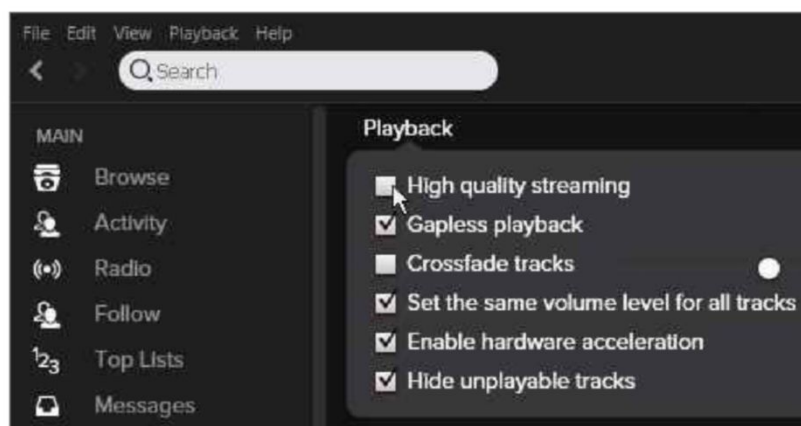 File Edit View Playback Help
Search
MAIN
Browse
Activity
Radio
Follow
123 Top Lists
Messages
Playback
High quality streaming
Gapless playback
Crossfade tracks
Set the same volume level for all tracks
Enable hardware acceleration
Hide unplayable tracks